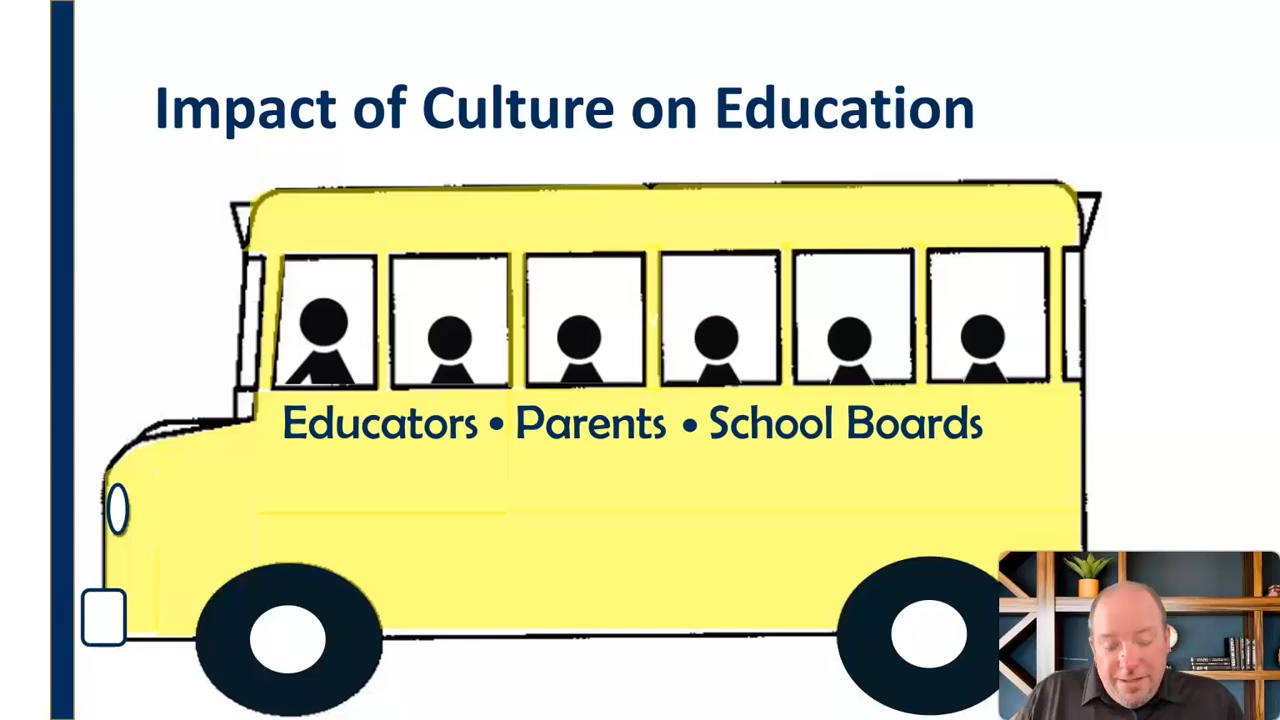 Impact of Culture on Education
Educators • Parents • School Boards